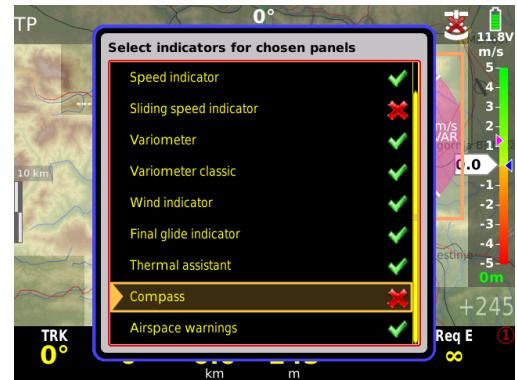 TP
0°
11.8V
m/s
Select indicators for chosen panels
Speed indicator
Sliding speed indicator
Variometer
Variometer classic
Wind indicator
Final glide indicator
Thermal assistant
Compass
Airspace warnings
5
4
3
2
1
-1
-2
-3
-4
-5
0m
m/s
VAR
0.0
10 km
+245
TRK
0°
km
m
Req E
1
∞